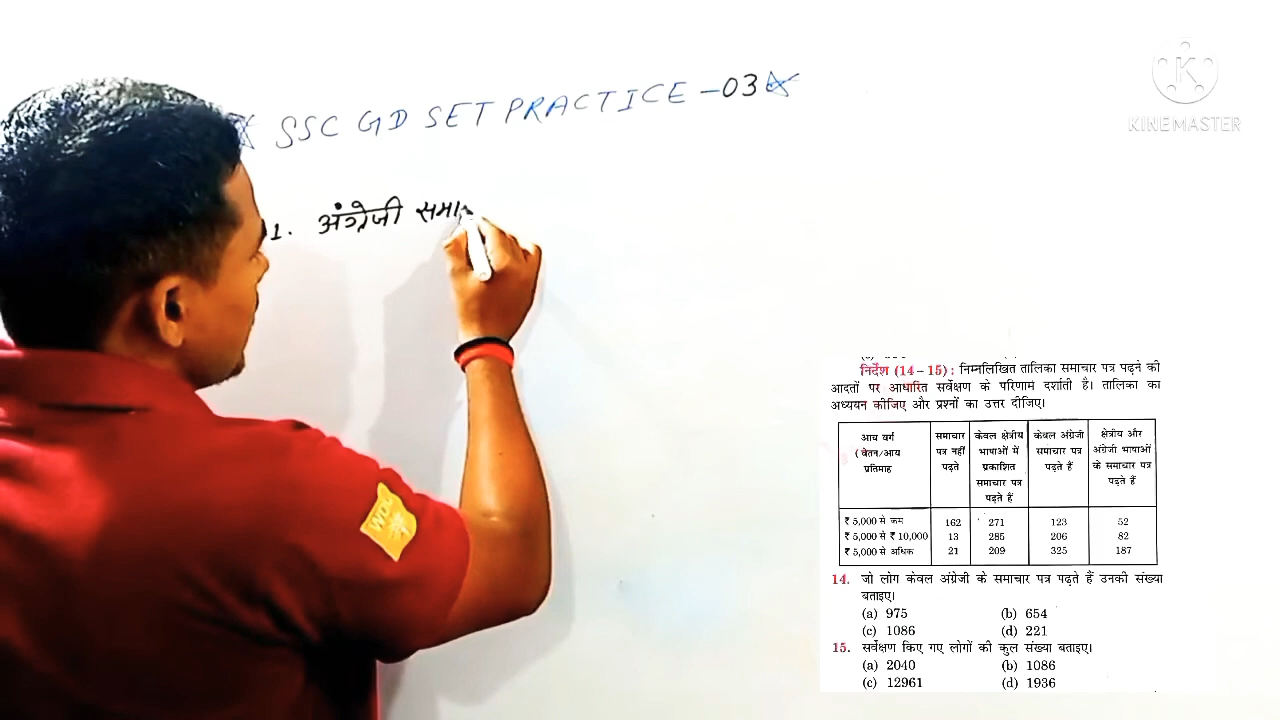 SSC GD SET PRACTICE -03
1. अंग्रेजी समा
KINEMASTER
WOL
निर्देश (14 – 15) : निम्नलिखित तालिका समाचार पत्र पढ़ने की
आदतों पर आधारित सर्वेक्षण के परिणाम दर्शाती है। तालिका का
अध्ययन कीजिए और प्रश्नों का उत्तर दीजिए।
आय वर्ग (वेतन/आय प्रतिमाह | समाचार पत्र नहीं पढ़ते | केवल क्षेत्रीय भाषाओं में प्रकाशित समाचार पत्र पढ़ते हैं | केवल अंग्रेजी समाचार पत्र पढ़ते हैं | क्षेत्रीय और अंग्रेजी भाषाओं के समाचार पत्र पढ़ते हैं
₹ 5,000 से कम 162 271 123 52
₹ 5,000 से ₹ 10,000 13 285 206 82
₹ 5,000 से अधिक 21 209 325 187
14. जो लोग केवल अंग्रेजी के समाचार पत्र पढ़ते हैं उनकी संख्या
बताइए।
(a) 975 (b) 654
(c) 1086 (d) 221
15. सर्वेक्षण किए गए लोगों की कुल संख्या बताइए।
(a) 2040 (b) 1086
(c) 12961 (d) 1936